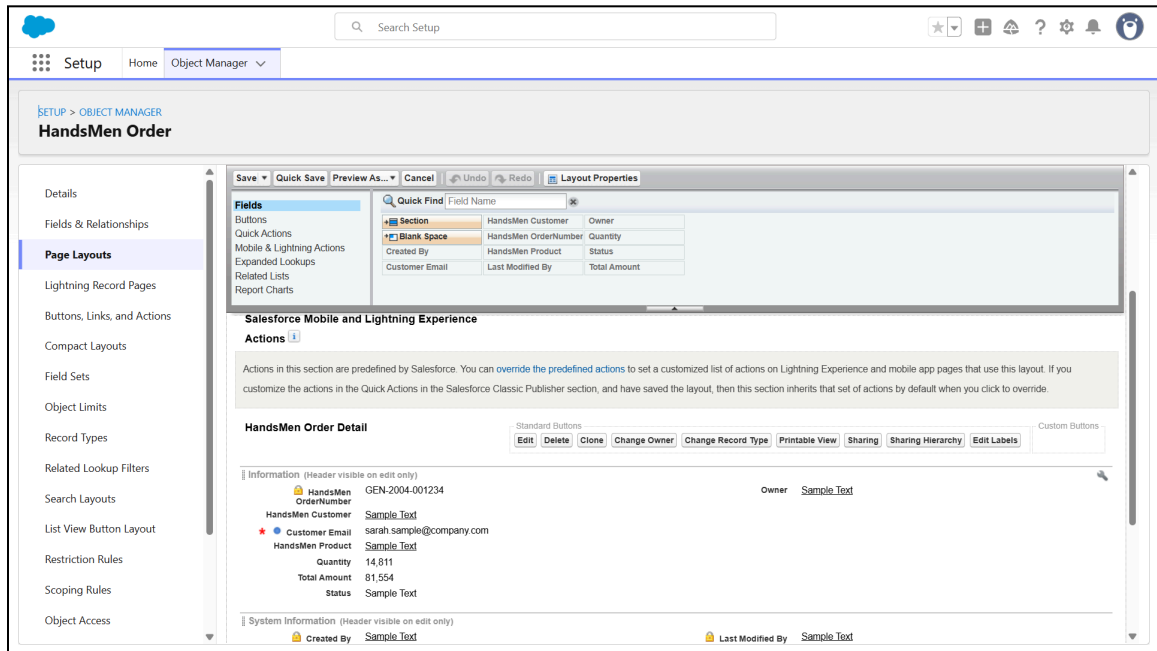 Search Setup
Setup Home Object Manager
SETUP > OBJECT MANAGER
HandsMen Order
Details
Fields & Relationships
Page Layouts
Lightning Record Pages
Buttons, Links, and Actions
Compact Layouts
Field Sets
Object Limits
Record Types
Related Lookup Filters
Search Layouts
List View Button Layout
Restriction Rules
Scoping Rules
Object Access
Save Quick Save Preview As... Cancel Undo Redo Layout Properties
Fields
Buttons
Quick Actions
Mobile & Lightning Actions
Expanded Lookups
Related Lists
Report Charts
Quick Find Field Name
Section HandsMen Customer Owner
Blank Space HandsMen OrderNumber Quantity
Created By HandsMen Product Status
Customer Email Last Modified By Total Amount
Salesforce Mobile and Lightning Experience
Actions i
Actions in this section are predefined by Salesforce. You can override the predefined actions to set a customized list of actions on Lightning Experience and mobile app pages that use this layout. If you
customize the actions in the Quick Actions in the Salesforce Classic Publisher section, and have saved the layout, then this section inherits that set of actions by default when you click to override.
HandsMen Order Detail
Standard Buttons
Edit Delete Clone Change Owner Change Record Type Printable View Sharing Sharing Hierarchy Edit Labels
Custom Buttons
Information (Header visible on edit only)
HandsMen OrderNumber GEN-2004-001234 Owner Sample Text
HandsMen Customer Sample Text
* Customer Email sarah.sample@company.com
HandsMen Product Sample Text
Quantity 14,811
Total Amount 81,554
Status Sample Text
System Information (Header visible on edit only)
Created By Sample Text Last Modified By Sample Text